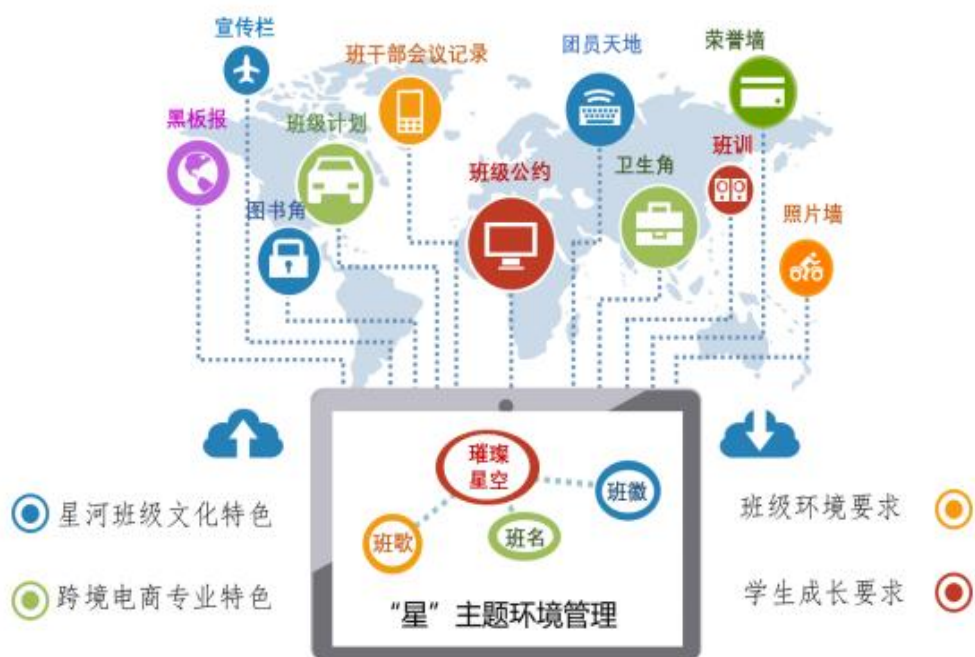 宣传栏
班干部会议记录
团员天地
荣誉墙
黑板报
班级计划
班级公约
卫生角
班训
图书角
照片墙
璀璨
星空
班徽
班歌
班名
星河班级文化特色
班级环境要求
跨境电商专业特色
学生成长要求
“星”主题环境管理